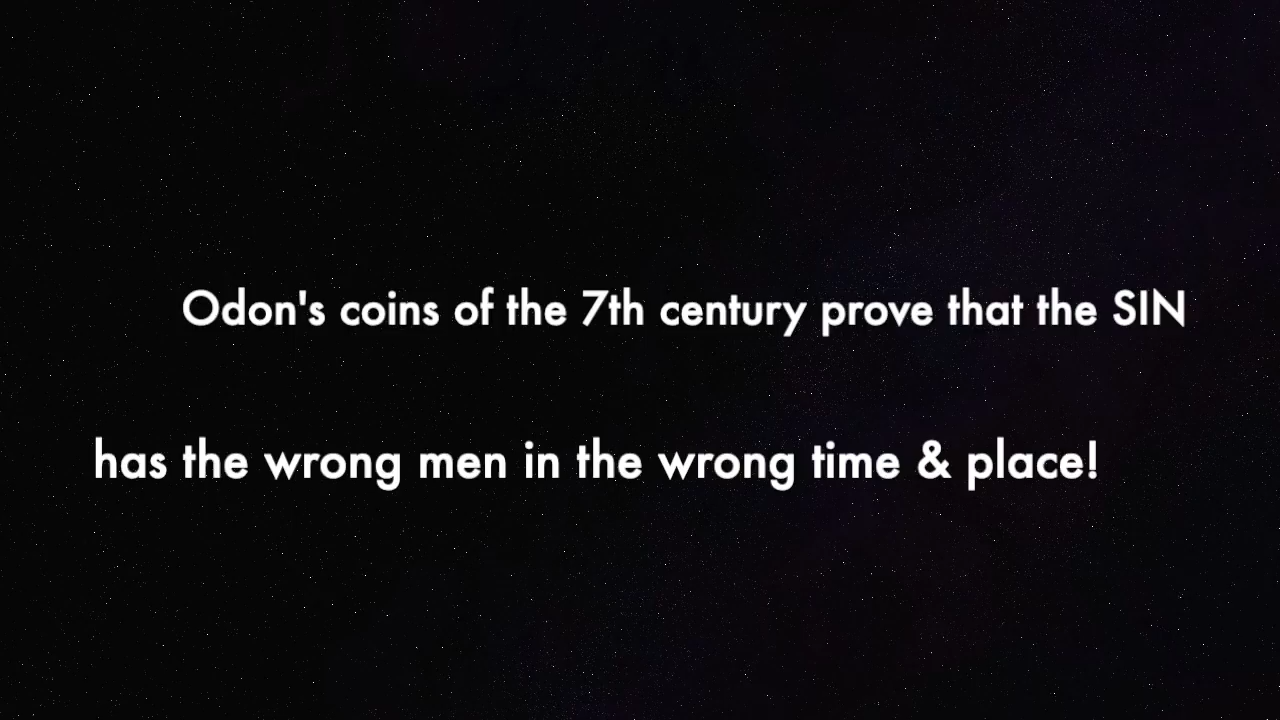 Odon's coins of the 7th century prove that the SIN
has the wrong men in the wrong time & place!